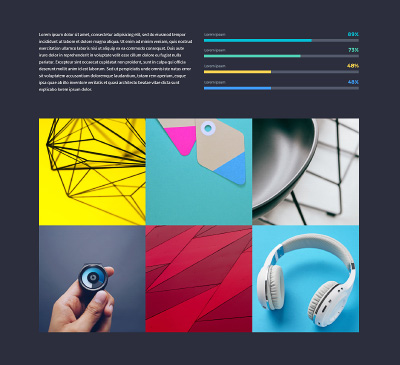 Lorem ipsum dolor sit amet, consectetur adipiscing elit, sed do eiusmod tempor
incididunt ut labore et dolore magna aliqua. Ut enim ad minim veniam, quis nostrud
exercitation ullamco laboris nisi ut aliquip ex ea commodo consequat. Duis aute
irure dolor in reprehenderit in voluptate velit esse cillum dolore eu fugiat nulla
pariatur. Excepteur sint occaecat cupidatat non proident, sunt in culpa qui officia
deserunt mollit anim id est laborum. Sed ut perspiciatis unde omnis iste natus error
sit voluptatem accusantium doloremque laudantium, totam rem aperiam, eaque
ipsa quae ab illo inventore veritatis et quasi architecto beatae vitae dicta sunt
explicabo lorem ipsum dolor.
Lorem ipsum 89%
Lorem ipsum 73%
Lorem ipsum 48%
Lorem ipsum 48%